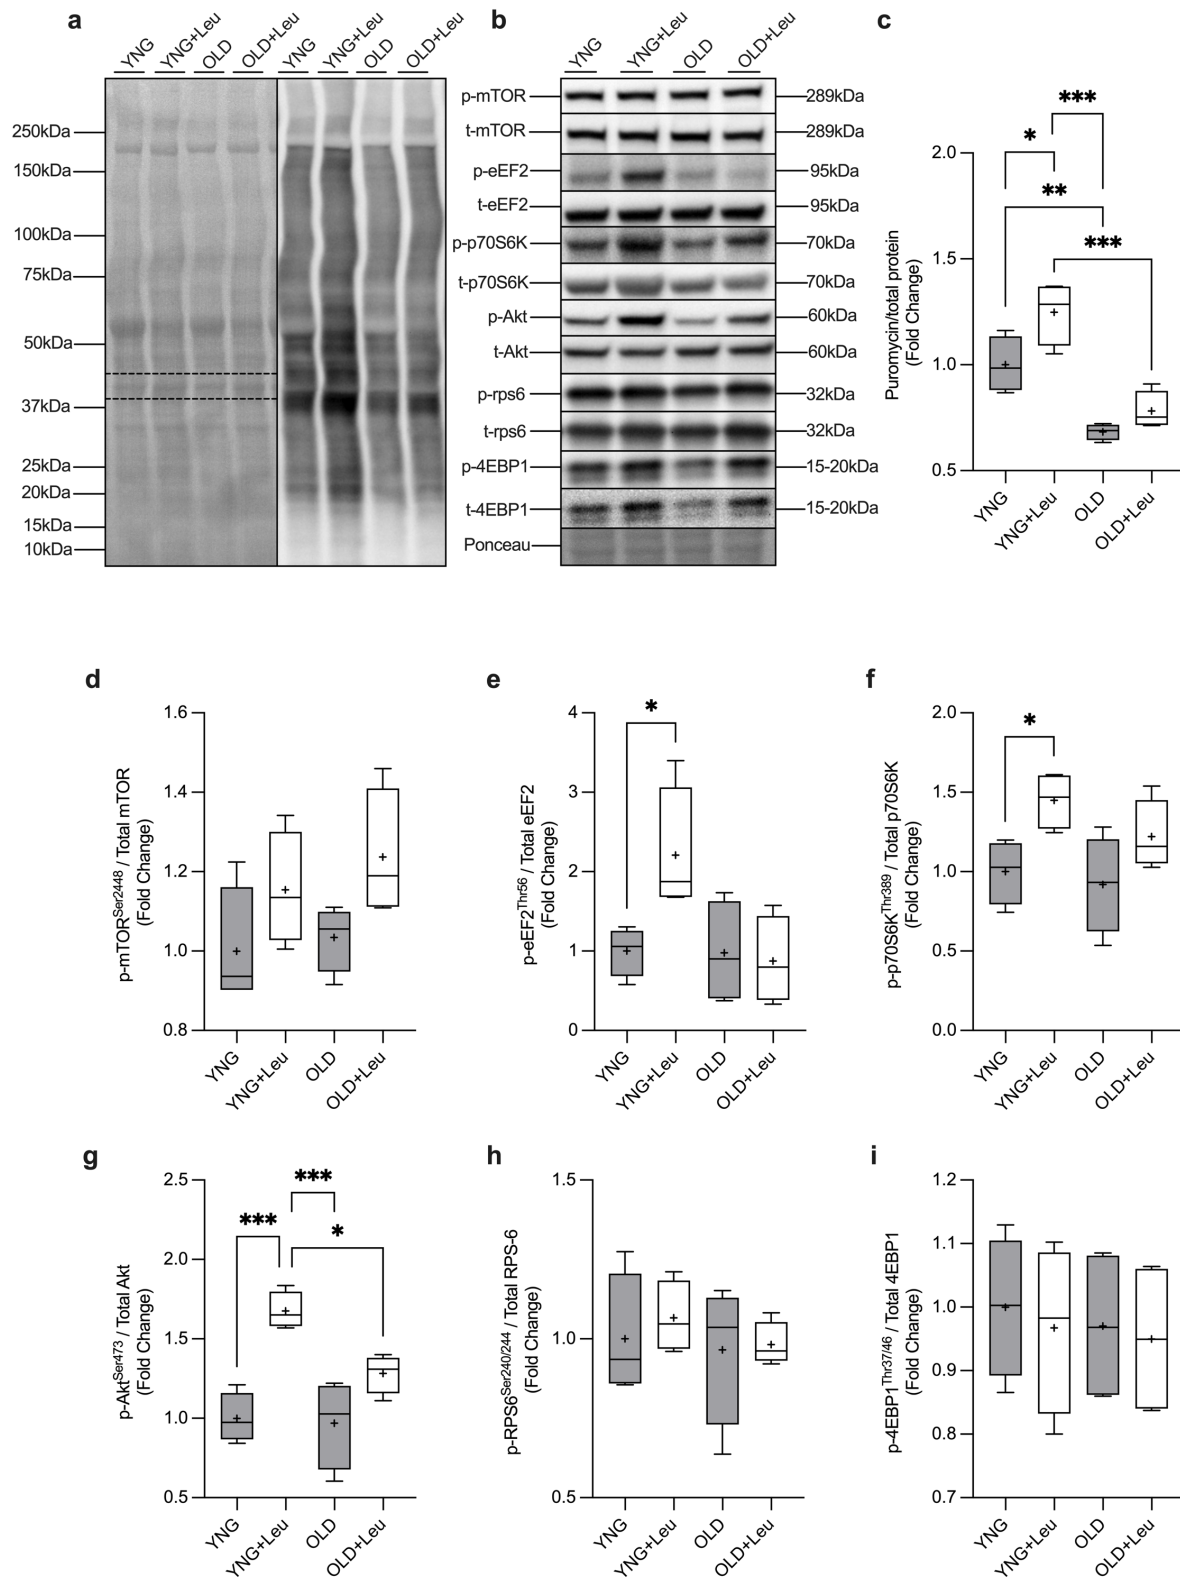 a
YNG
YNG+Leu
OLD
OLD+Leu
YNG
YNG+Leu
OLD
OLD+Leu
250kDa
150kDa
100kDa
75kDa
50kDa
37kDa
25kDa
20kDa
15kDa
10kDa
b
YNG
YNG+Leu
OLD
OLD+Leu
p-mTOR 289kDa
t-mTOR 289kDa
p-eEF2 95kDa
t-eEF2 95kDa
p-p70S6K 70kDa
t-p70S6K 70kDa
p-Akt 60kDa
t-Akt 60kDa
p-rps6 32kDa
t-rps6 32kDa
p-4EBP1 15-20kDa
t-4EBP1 15-20kDa
Ponceau
c
Puromycin/total protein
(Fold Change)
2.0
1.5
1.0
0.5
***
*
**
***
YNG
YNG+Leu
OLD
OLD+Leu
d
p-mTORSer2448 / Total mTOR
(Fold Change)
1.6
1.4
1.2
1.0
0.8
YNG
YNG+Leu
OLD
OLD+Leu
e
p-eEF2Thr56 / Total eEF2
(Fold Change)
4
3
2
1
0
*
YNG
YNG+Leu
OLD
OLD+Leu
f
p-p70S6KThr389 / Total p70S6K
(Fold Change)
2.0
1.5
1.0
0.5
0.0
*
YNG
YNG+Leu
OLD
OLD+Leu
g
p-AktSer473 / Total Akt
(Fold Change)
2.5
2.0
1.5
1.0
0.5
***
***
*
YNG
YNG+Leu
OLD
OLD+Leu
h
p-RPS6Ser240/244 / Total RPS-6
(Fold Change)
1.5
1.0
0.5
YNG
YNG+Leu
OLD
OLD+Leu
i
p-4EBP1Thr37/46 / Total 4EBP1
(Fold Change)
1.2
1.1
1.0
0.9
0.8
0.7
YNG
YNG+Leu
OLD
OLD+Leu